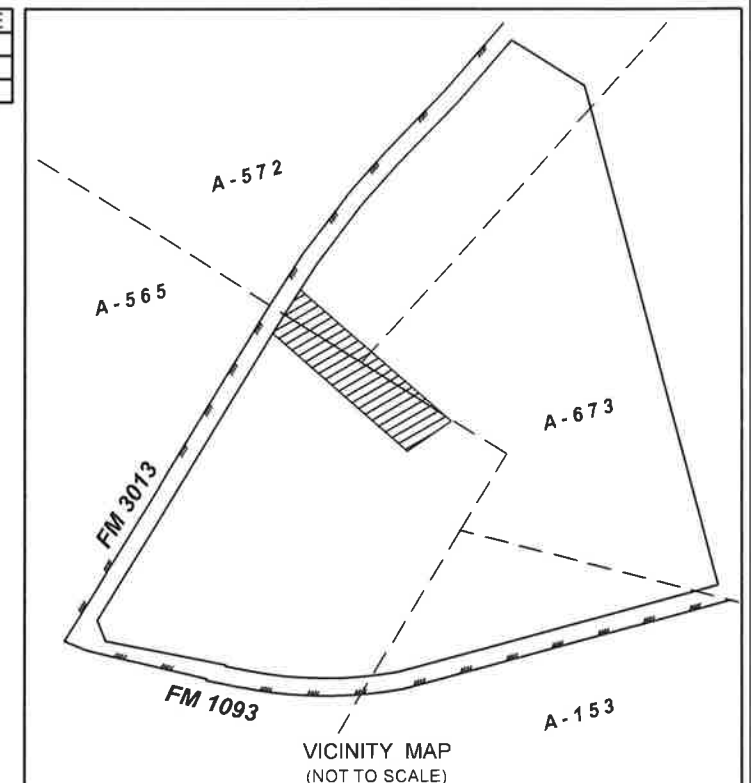 E
A-572
A-565
A-673
FM 3013
FM 1093
A-153
VICINITY MAP
(NOT TO SCALE)